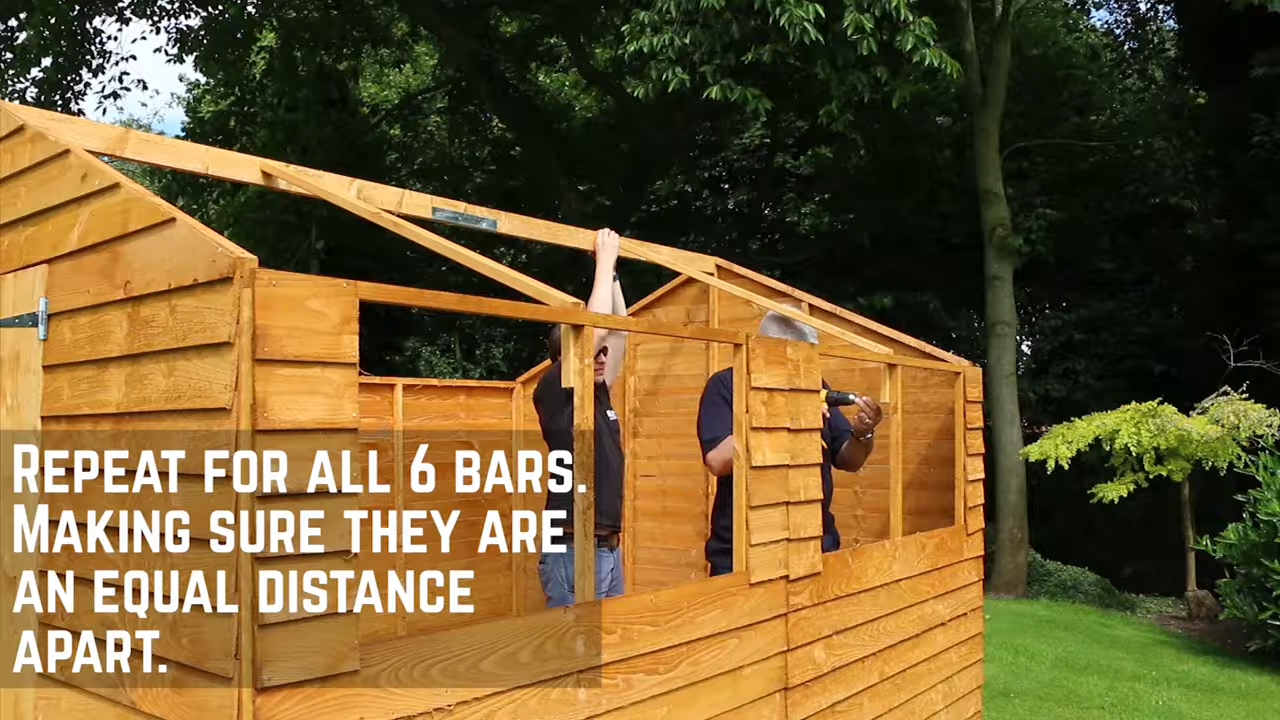 Repeat for all 6 bars.
Making sure they are
an equal distance
apart.